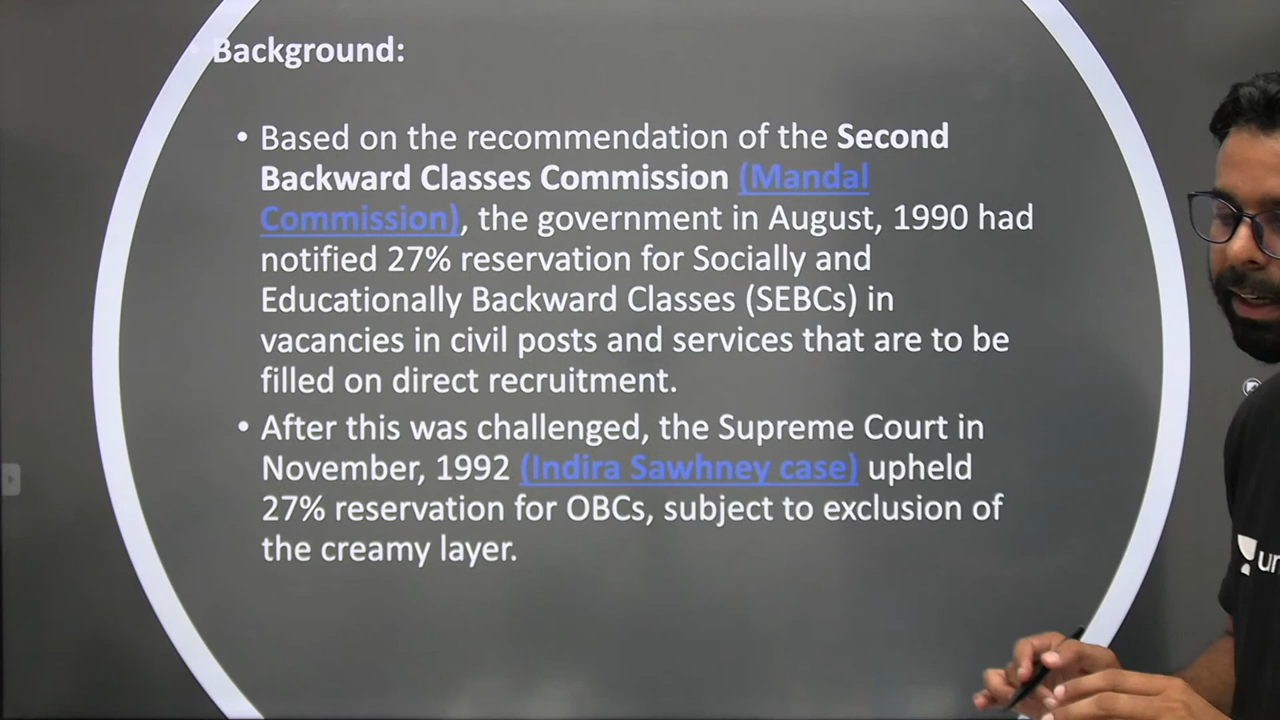 • Background:
• Based on the recommendation of the Second
Backward Classes Commission (Mandal
Commission), the government in August, 1990 had
notified 27% reservation for Socially and
Educationally Backward Classes (SEBCs) in
vacancies in civil posts and services that are to be
filled on direct recruitment.
• After this was challenged, the Supreme Court in
November, 1992 (Indira Sawhney case) upheld
27% reservation for OBCs, subject to exclusion of
the creamy layer.
un